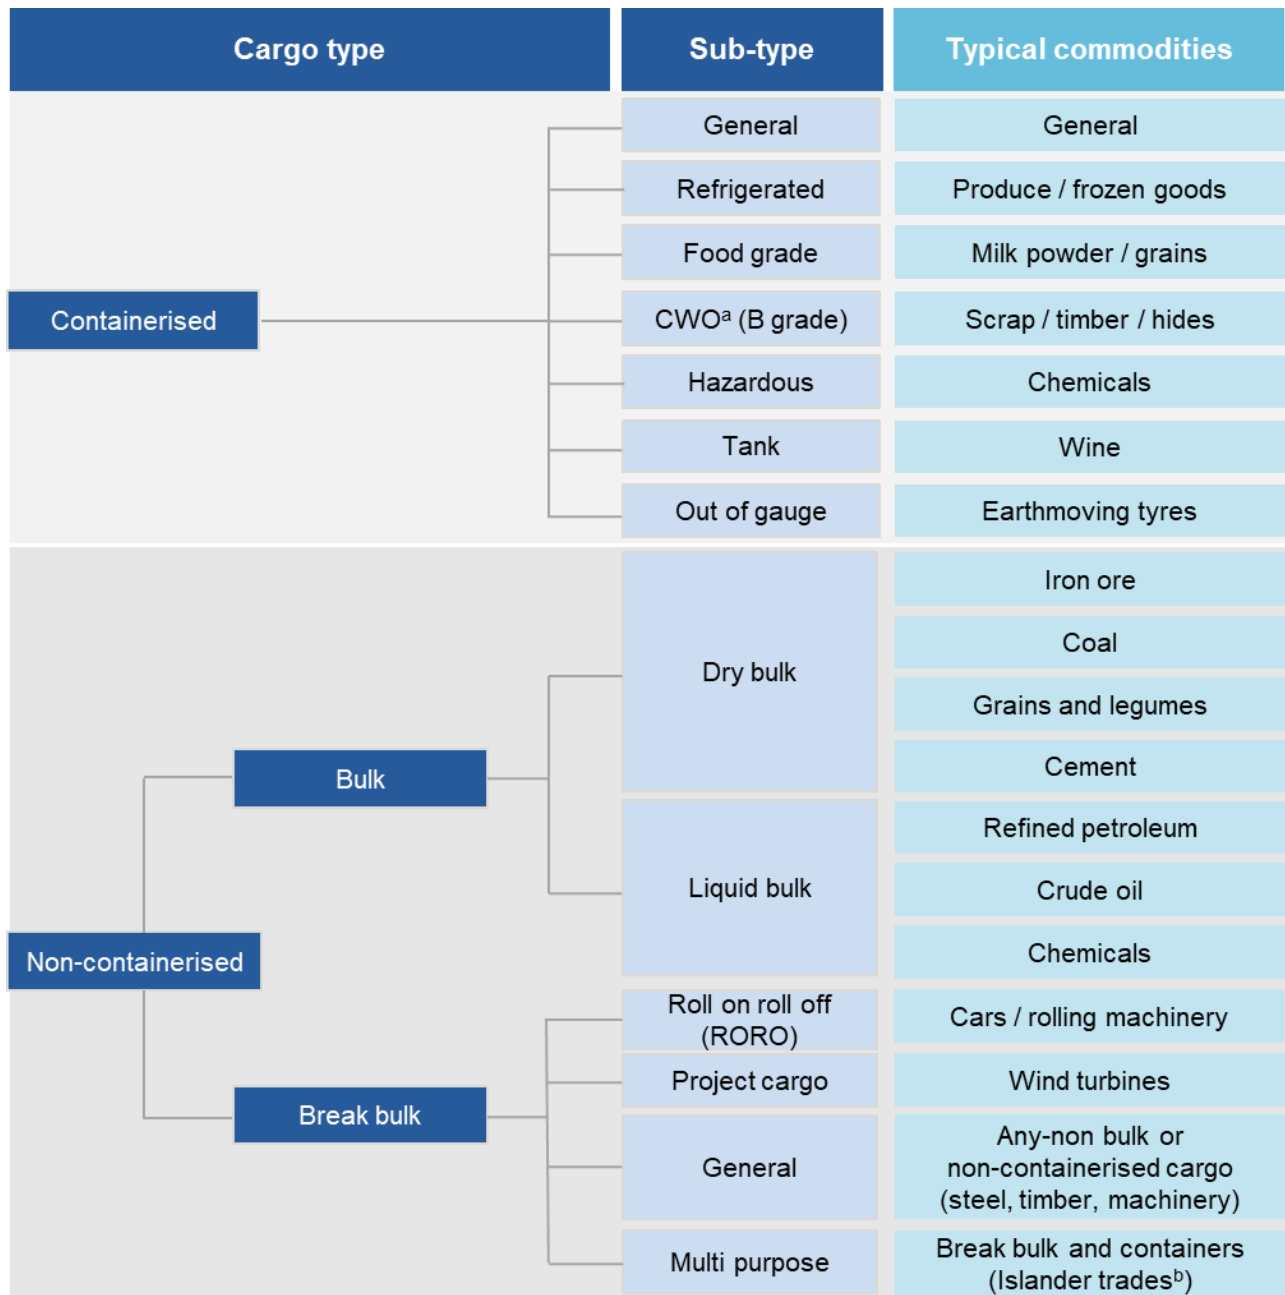 Cargo type Sub-type Typical commodities
General General
Refrigerated Produce / frozen goods
Food grade Milk powder / grains
Containerised CWOᵃ (B grade) Scrap / timber / hides
Hazardous Chemicals
Tank Wine
Out of gauge Earthmoving tyres
Iron ore
Coal
Dry bulk
Grains and legumes
Bulk Cement
Refined petroleum
Liquid bulk Crude oil
Non-containerised Chemicals
Roll on roll off
(RORO)
Cars / rolling machinery
Project cargo Wind turbines
Break bulk
General
Any-non bulk or
non-containerised cargo
(steel, timber, machinery)
Multi purpose
Break bulk and containers
(Islander tradesᵇ)